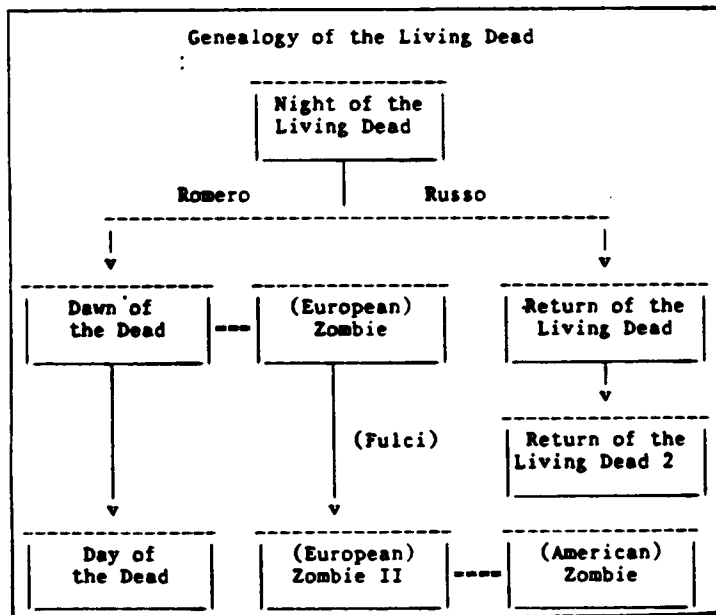 Genealogy of the Living Dead
Night of the
Living Dead
Romero
Russo
Dawn of
the Dead
(European)
Zombie
Return of the
Living Dead
(Fulci)
Return of the
Living Dead 2
Day of
the Dead
(European)
Zombie II
(American)
Zombie